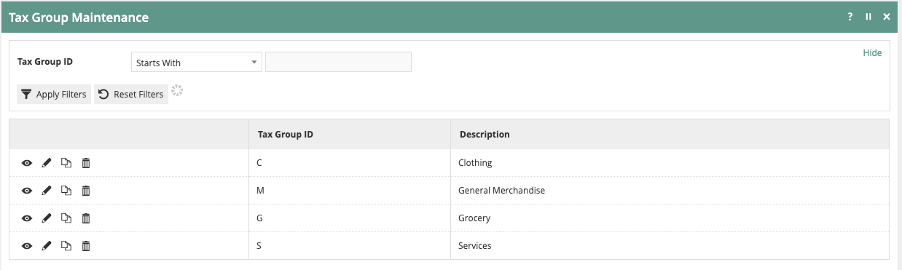 Tax Group Maintenance ?
Hide
Tax Group ID Starts With
Apply Filters Reset Filters
Tax Group ID Description
C Clothing
M General Merchandise
G Grocery
S Services